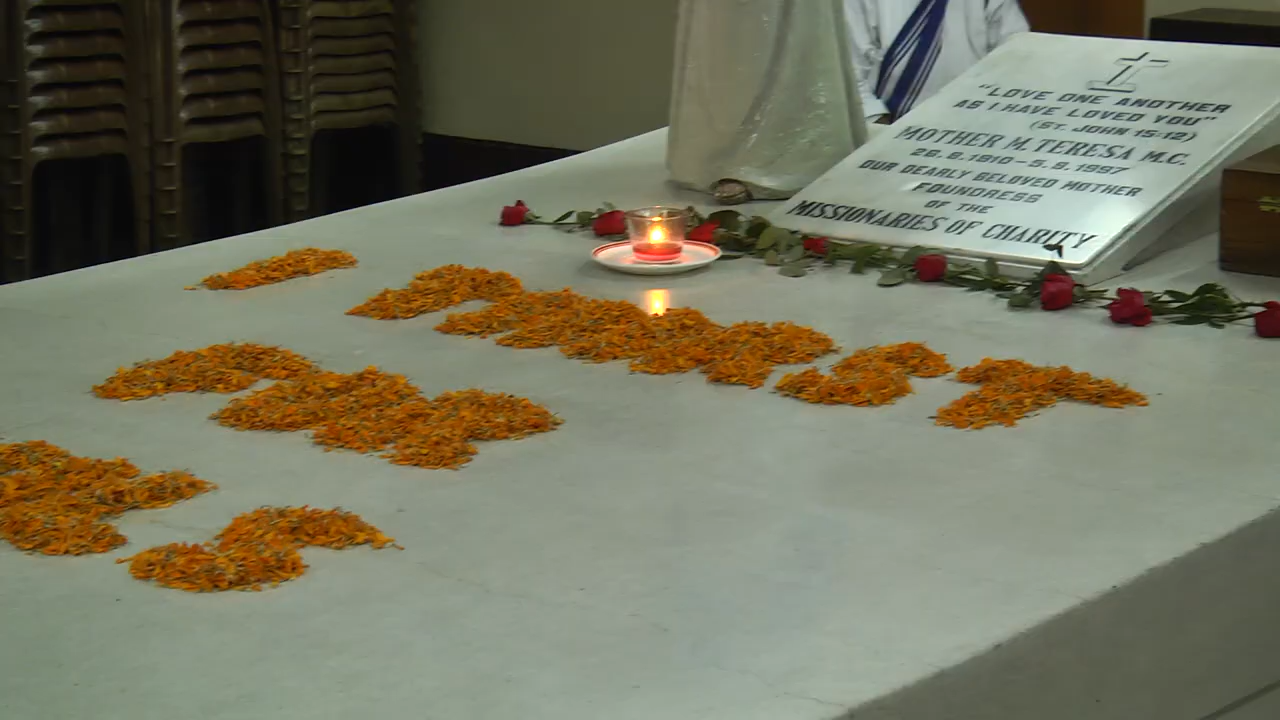 “LOVE ONE ANOTHER
AS I HAVE LOVED YOU”
(ST. JOHN 15-12)
MOTHER M. TERESA M.C.
26.8.1910–5.9.1997
OUR DEARLY BELOVED MOTHER
FOUNDRESS
OF THE
MISSIONARIES OF CHARITY